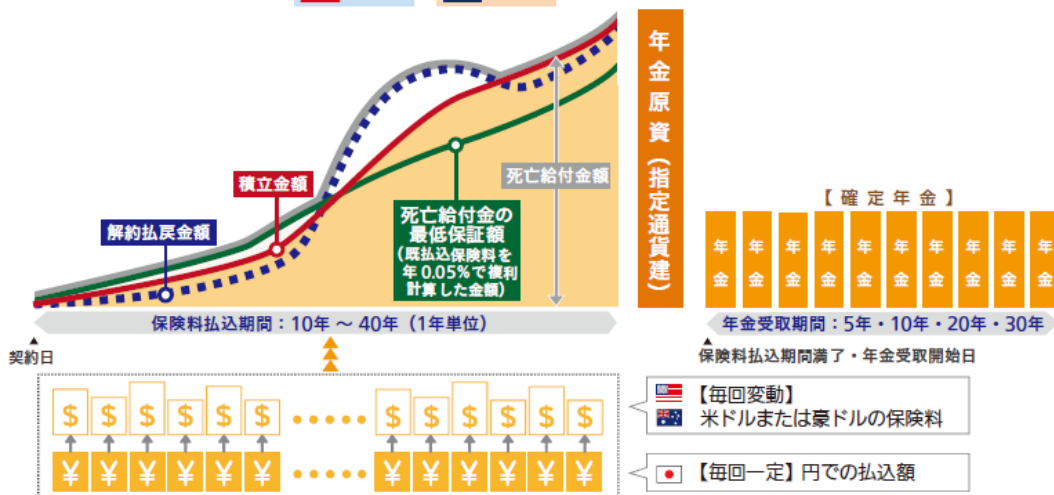 年金原資(指定通貨建)
死亡給付金額
積立金額
解約払戻金額
死亡給付金の
最低保証額
(既払込保険料を
年0.05%で複利
計算した金額)
【確定年金】
年金
年金
年金
年金
年金
年金
年金
年金
年金
年金
保険料払込期間:10年 ～ 40年(1年単位)
年金受取期間:5年・10年・20年・30年
契約日
保険料払込期間満了・年金受取開始日
$ $ $ $ $ $ ••••• $ $ $ $ $ $
【毎回変動】
米ドルまたは豪ドルの保険料
¥ ¥ ¥ ¥ ¥ ¥ ••••• ¥ ¥ ¥ ¥ ¥ ¥
【毎回一定】円での払込額